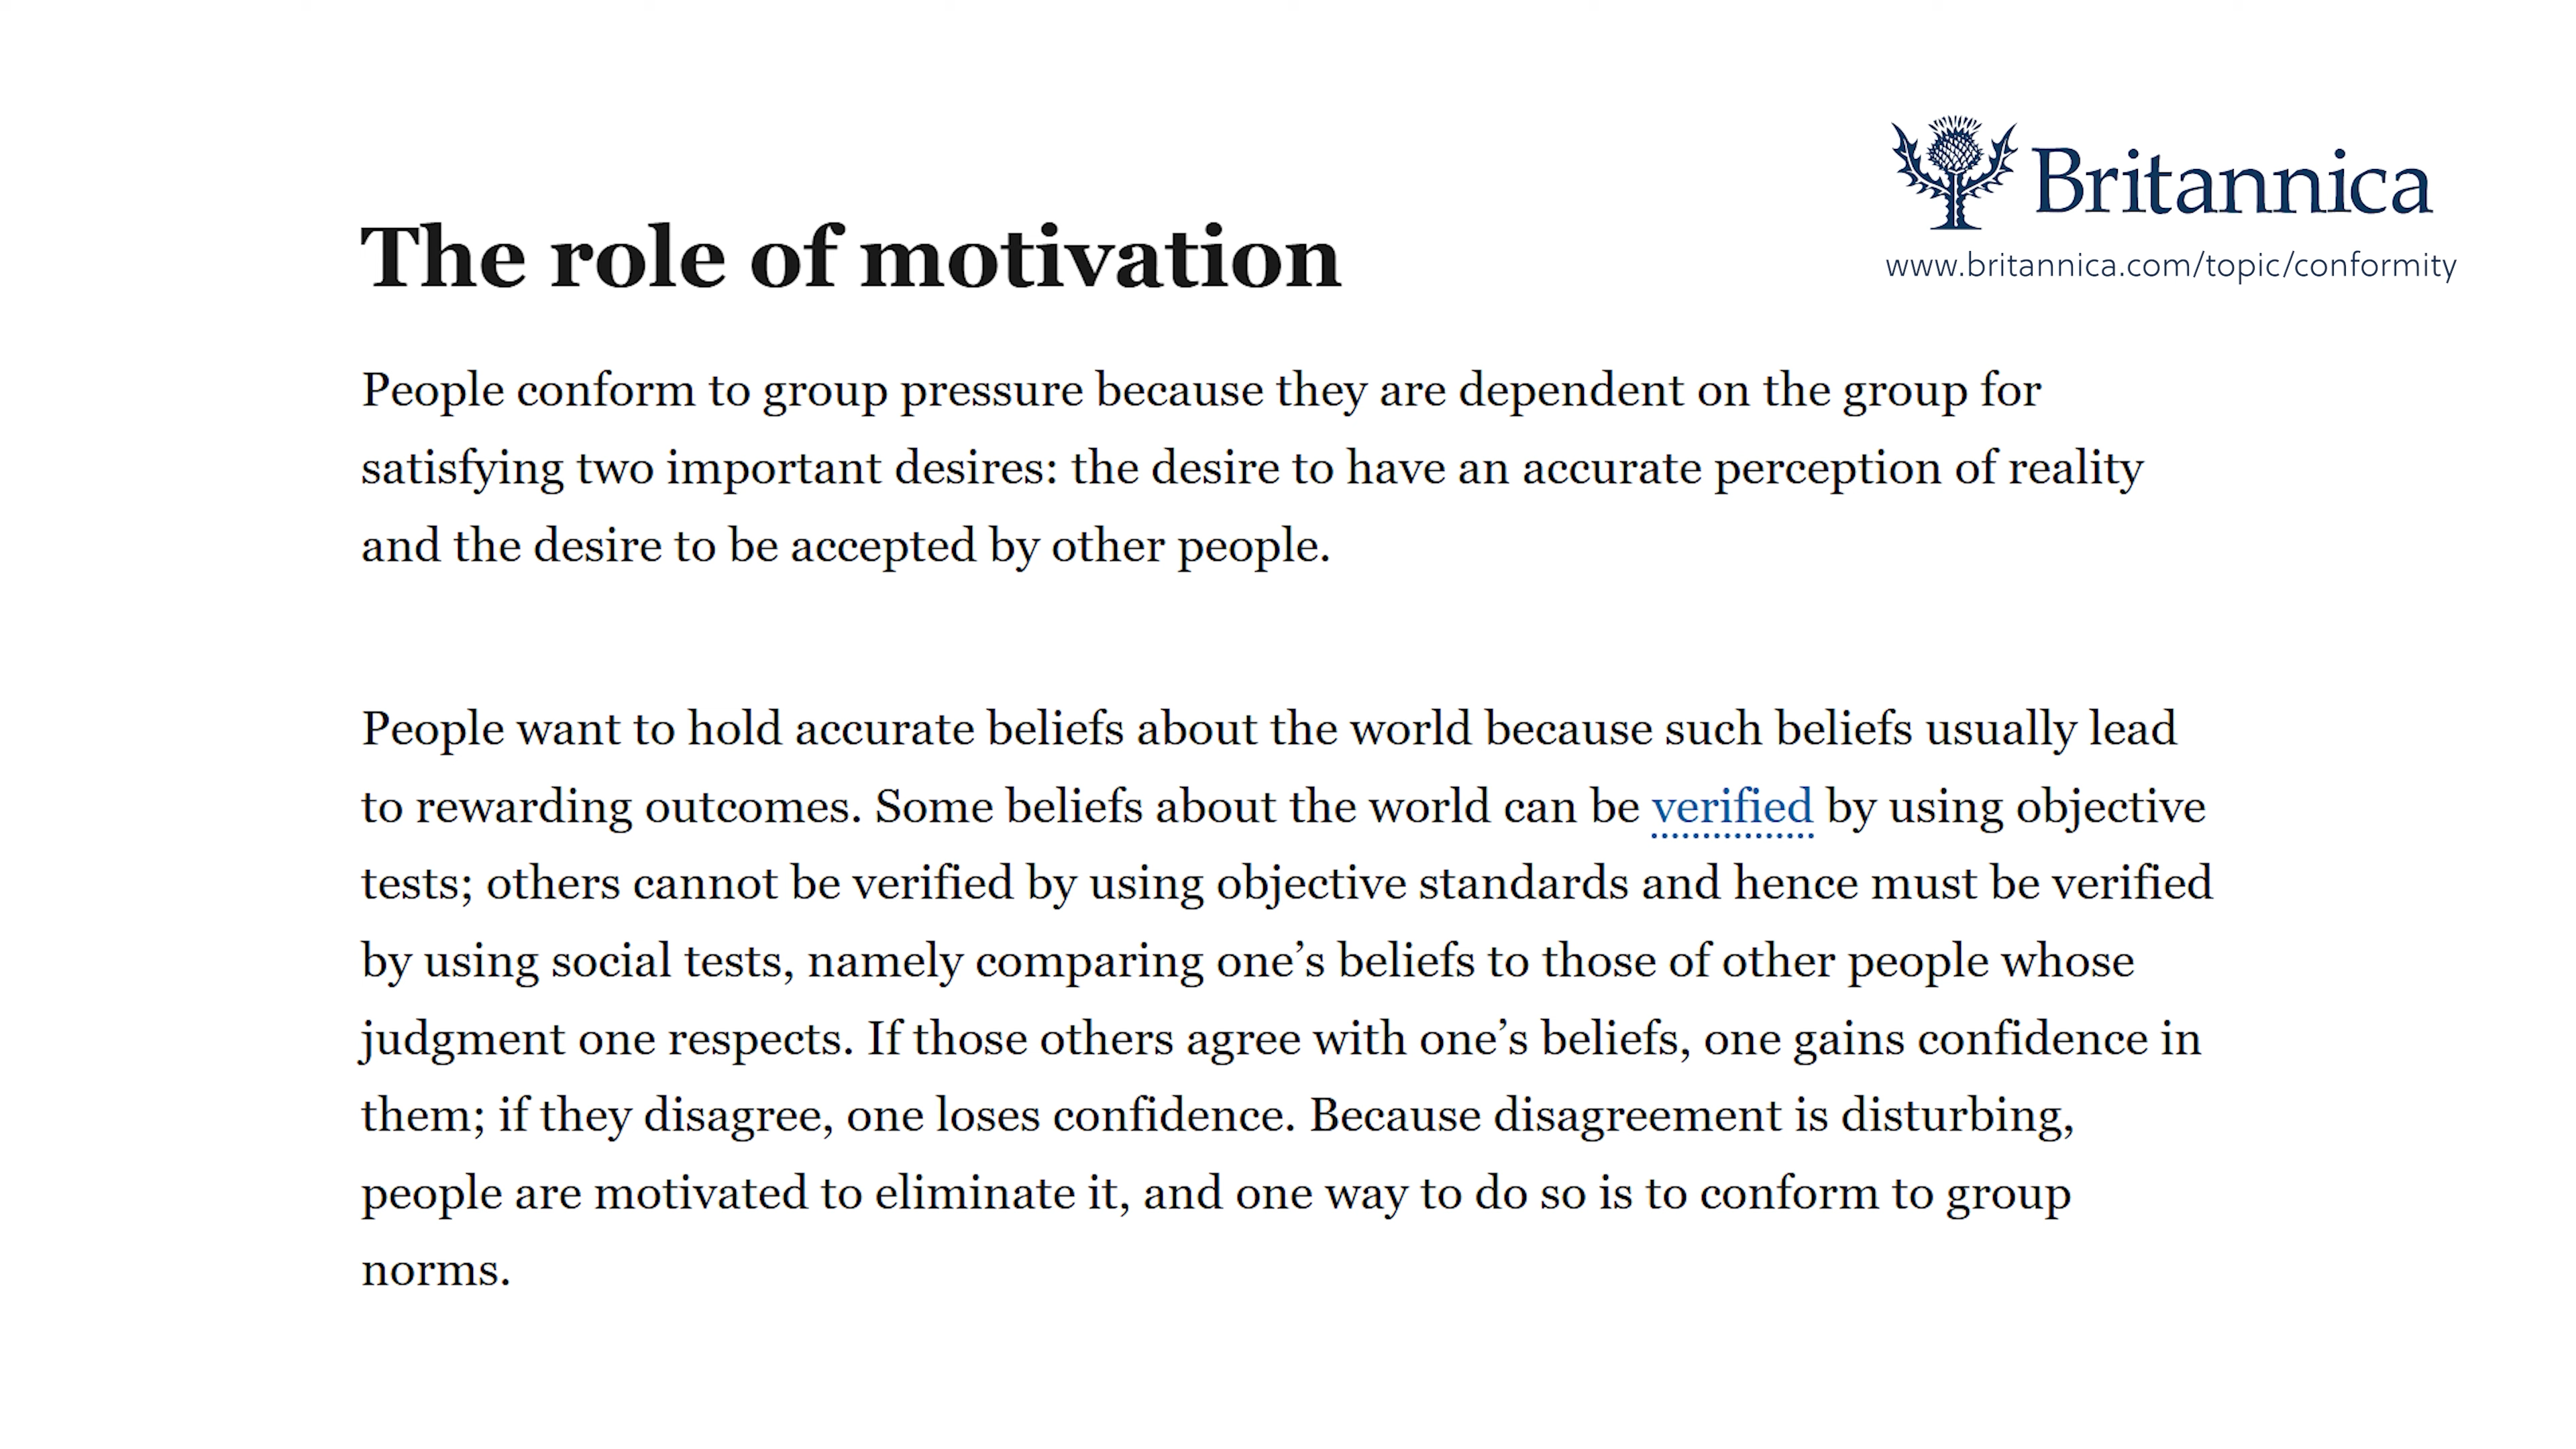 Britannica
www.britannica.com/topic/conformity
The role of motivation
People conform to group pressure because they are dependent on the group for
satisfying two important desires: the desire to have an accurate perception of reality
and the desire to be accepted by other people.
People want to hold accurate beliefs about the world because such beliefs usually lead
to rewarding outcomes. Some beliefs about the world can be verified by using objective
tests; others cannot be verified by using objective standards and hence must be verified
by using social tests, namely comparing one’s beliefs to those of other people whose
judgment one respects. If those others agree with one’s beliefs, one gains confidence in
them; if they disagree, one loses confidence. Because disagreement is disturbing,
people are motivated to eliminate it, and one way to do so is to conform to group
norms.